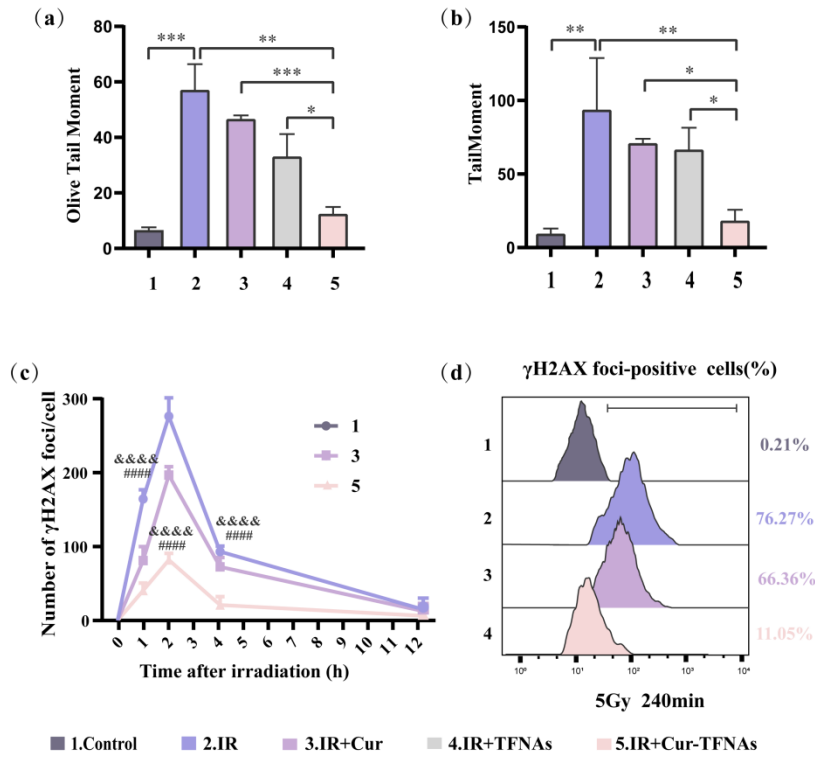 (a)
Olive Tail Moment
80
60
40
20
0
***
**
***
*
1 2 3 4 5
(b)
TailMoment
150
100
50
0
**
**
*
*
1 2 3 4 5
(c)
Number of γH2AX foci/cell
300
200
100
0
&&&&
####
&&&&
####
&&&&
####
1
3
5
0 1 2 3 4 5 6 7 8 9 10 11 12
Time after irradiation (h)
(d)
γH2AX foci-positive cells(%)
1 0.21%
2 76.27%
3 66.36%
4 11.05%
10⁰ 10¹ 10² 10³ 10⁴
5Gy 240min
1.Control 2.IR 3.IR+Cur 4.IR+TFNAs 5.IR+Cur-TFNAs